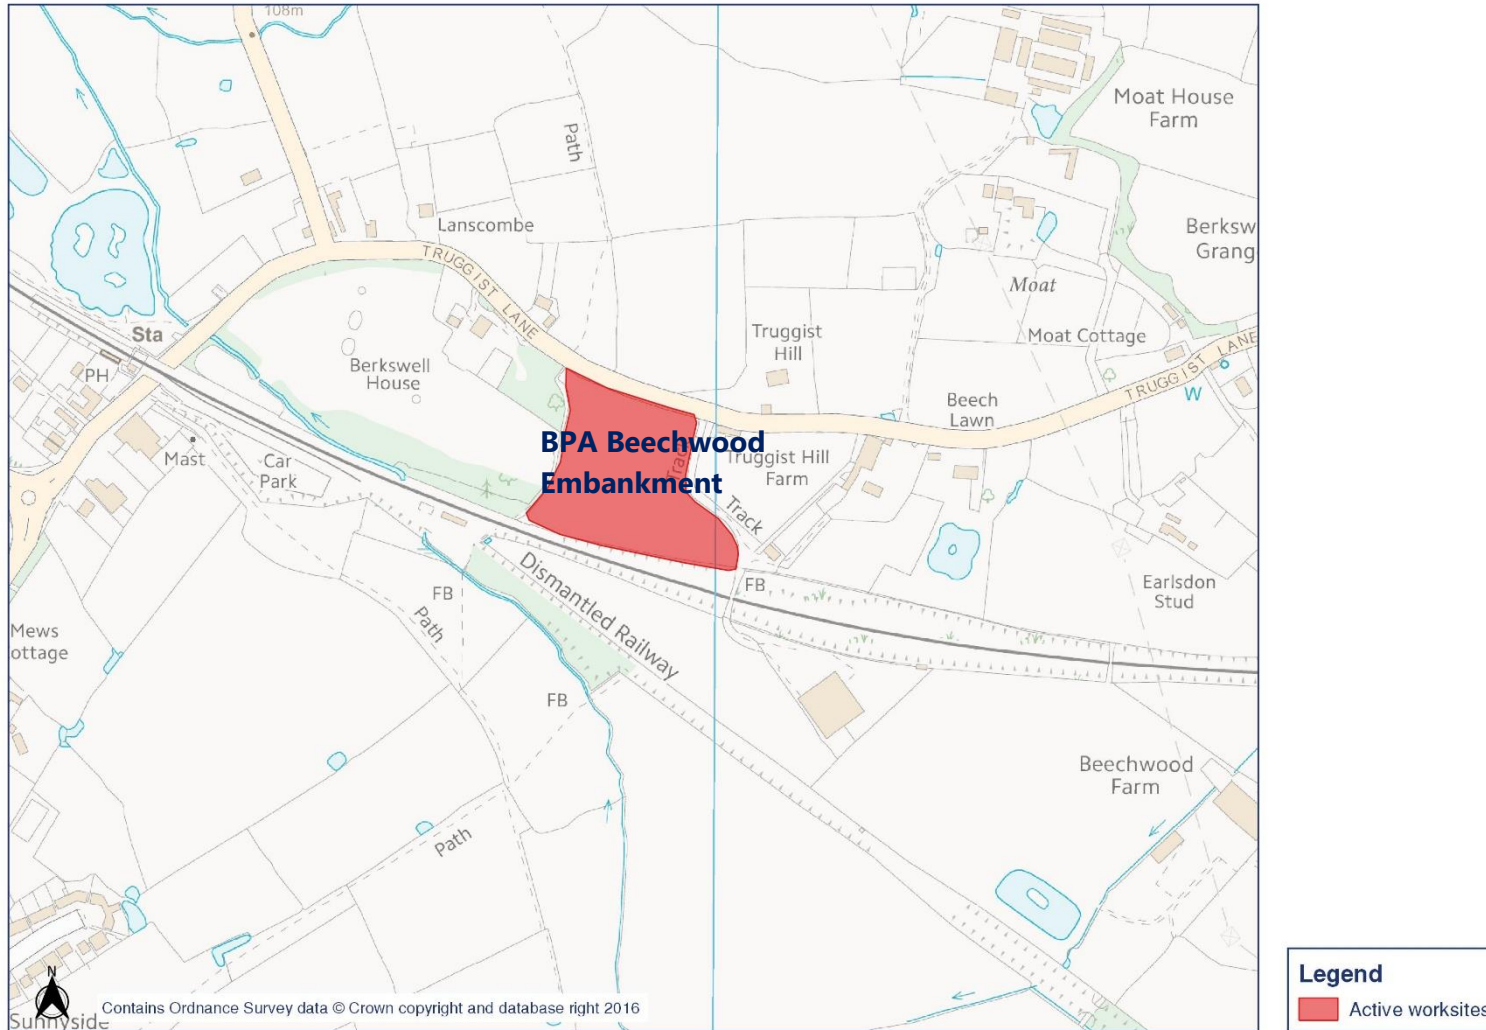 108m
Path
Moat House
Farm
Lanscombe
Berksw
Grang
TRUGGIST LANE
Moat
Sta
Truggist
Hill
Moat Cottage
TRUGGIST LANE
PH
Berkswell
House
Beech
Lawn
W
BPA Beechwood
Embankment
Mast
Car
Park
Track
Truggist Hill
Farm
Track
Dismantled Railway
FB
FB
Earlsdon
Stud
Path
Mews
ottage
FB
Beechwood
Farm
Path
N
Contains Ordnance Survey data © Crown copyright and database right 2016
Sunnyside
Legend
Active worksites